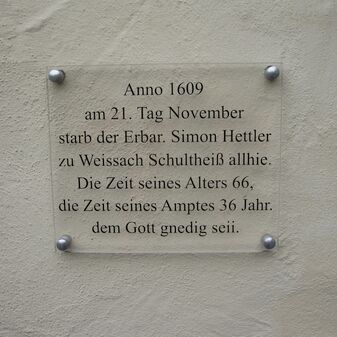 Anno 1609
am 21. Tag November
starb der Erbar. Simon Hettler
zu Weissach Schultheiß allhie.
Die Zeit seines Alters 66,
die Zeit seines Amptes 36 Jahr.
dem Gott gnedig seii.